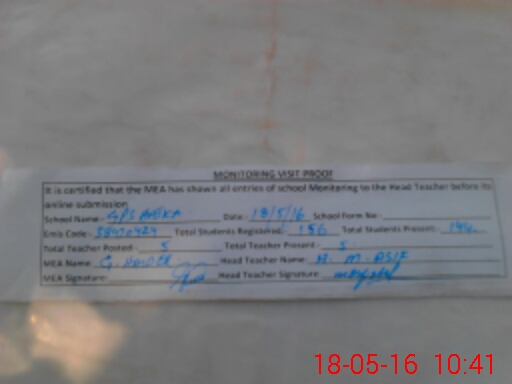 MONITORING VISIT PROOF
It is certified that the MEA has shawn all entries of school Monitoring to the Head Teacher before its
online submission
School Name: GPS Date: 18/5/16 School Form No:
Emis Code: Total Students Registered: 156 Total Students Present:
Total Teacher Posted: 5 Total Teacher Present: 5
MEA Name: G. Head Teacher Name: M. ASIF
MEA Signature: Head Teacher Signature:
18-05-16 10:41